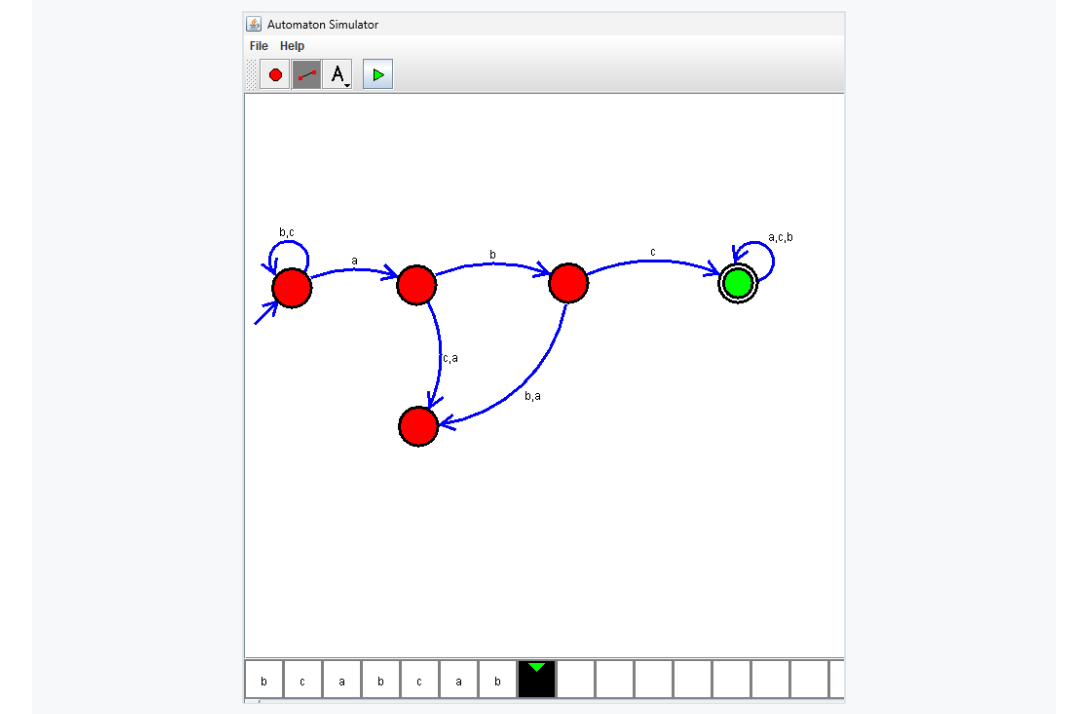 Automaton Simulator
File Help
A
b,c
a
b
c
a,c,b
c,a
b,a
b c a b c a b